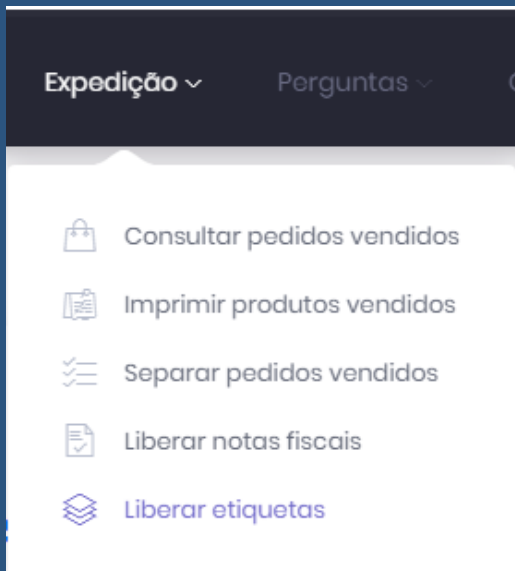 Expedição
Perguntas
Consultar pedidos vendidos
Imprimir produtos vendidos
Separar pedidos vendidos
Liberar notas fiscais
Liberar etiquetas